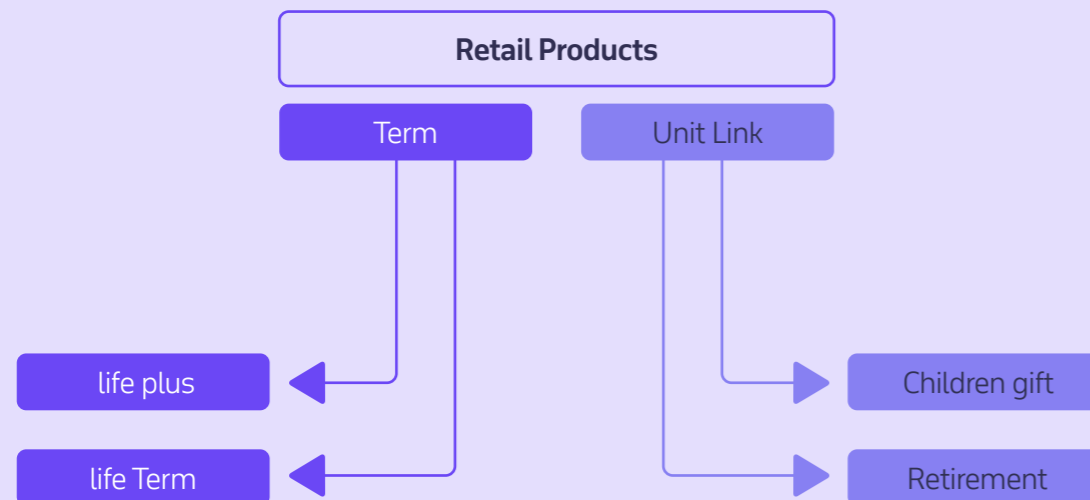 Retail Products
Term
Unit Link
life plus
Children gift
life Term
Retirement